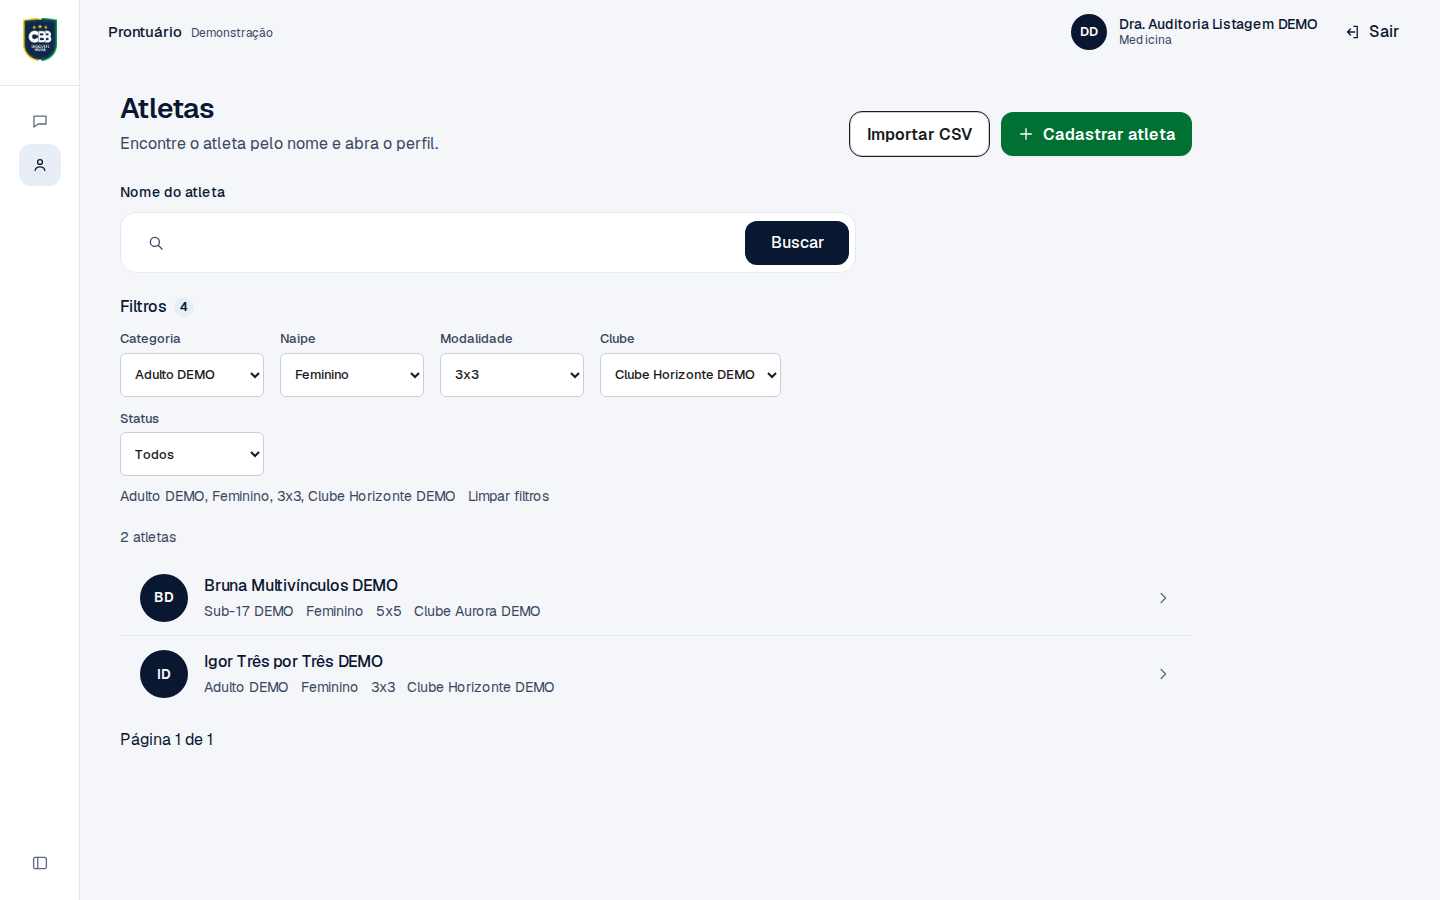 CBB
Prontuário Demonstração
DD Dra. Auditoria Listagem DEMO
Medicina
Sair
Atletas
Encontre o atleta pelo nome e abra o perfil.
Importar CSV
Cadastrar atleta
Nome do atleta
Buscar
Filtros 4
Categoria Naipe Modalidade Clube
Adulto DEMO Feminino 3x3 Clube Horizonte DEMO
Status
Todos
Adulto DEMO, Feminino, 3x3, Clube Horizonte DEMO Limpar filtros
2 atletas
BD Bruna Multivínculos DEMO
Sub-17 DEMO Feminino 5x5 Clube Aurora DEMO
ID Igor Três por Três DEMO
Adulto DEMO Feminino 3x3 Clube Horizonte DEMO
Página 1 de 1